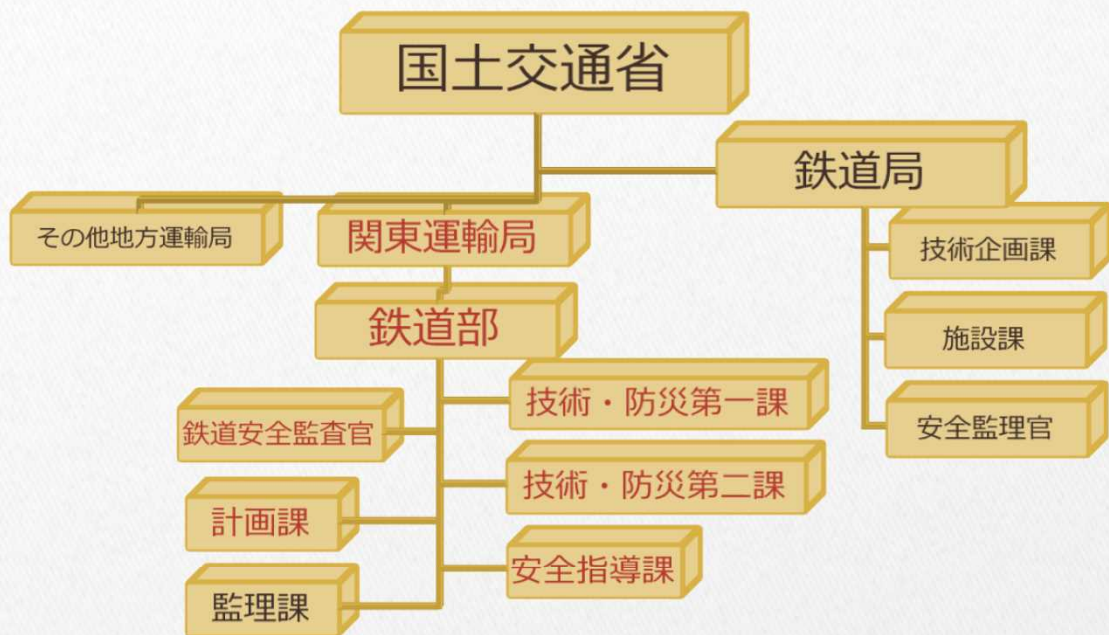 国土交通省
鉄道局
その他地方運輸局
関東運輸局
技術企画課
鉄道部
施設課
技術・防災第一課
鉄道安全監査官
安全監理官
技術・防災第二課
計画課
安全指導課
監理課